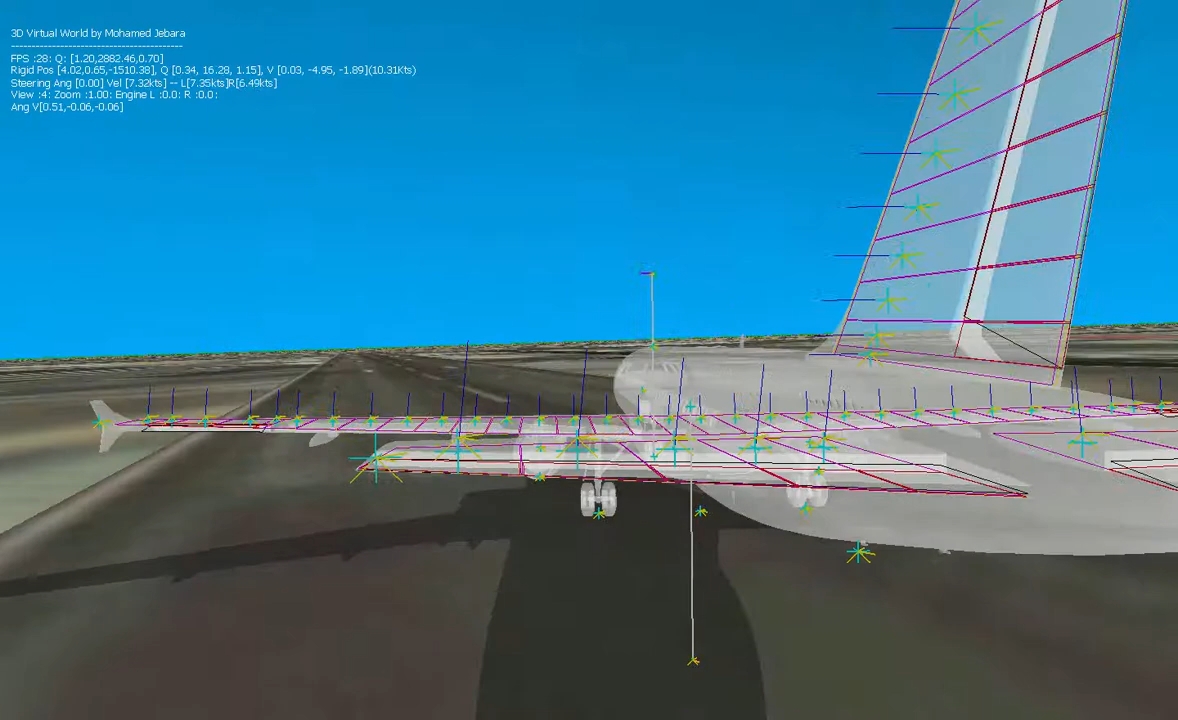 3D Virtual World by Mohamed Jebara
------------------------------------------
FPS :28: Q: [1.20,2882.46,0.70]
Rigid Pos [4.02,0.65,-1510.38], Q [0.34, 16.28, 1.15], V [0.03, -4.95, -1.89](10.31Kts)
Steering Ang [0.00] Vel [7.32kts] -- L[7.35kts]R[6.49kts]
View :4: Zoom :1.00: Engine L :0.0: R :0.0:
Ang V[0.51,-0.06,-0.06]